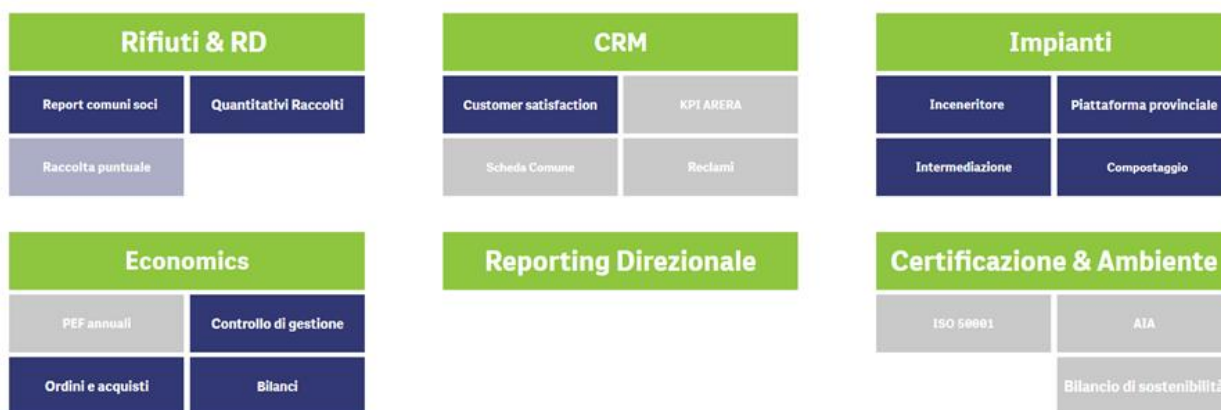 Rifiuti & RD
Report comuni soci
Quantitativi Raccolti
Raccolta puntuale
CRM
Customer satisfaction
KPI ARERA
Scheda Comune
Reclami
Impianti
Inceneritore
Piattaforma provinciale
Intermediazione
Compostaggio
Economics
PEF annuali
Controllo di gestione
Ordini e acquisti
Bilanci
Reporting Direzionale
Certificazione & Ambiente
ISO 50001
AIA
Bilancio di sostenibilità